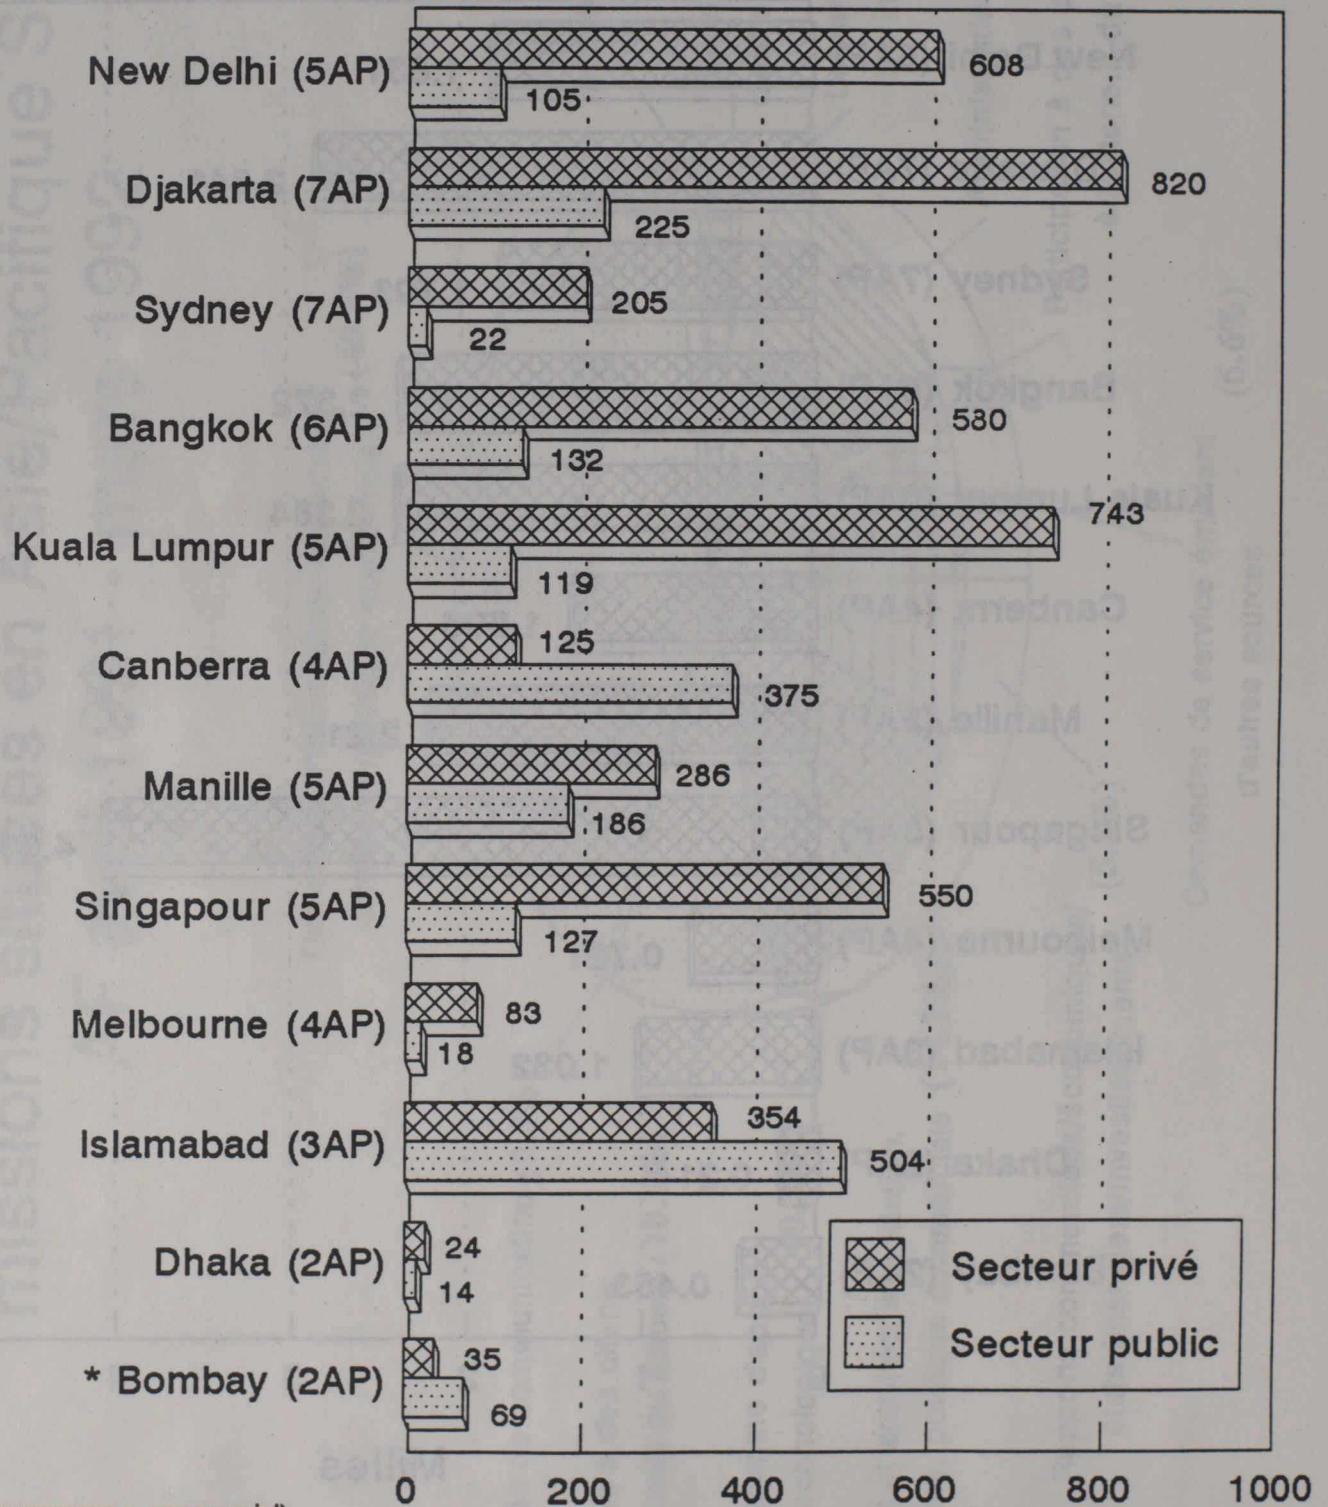 New Delhi (5AP) 608
105
Djakarta (7AP) 820
225
Sydney (7AP) 205
22
Bangkok (6AP) 580
132
Kuala Lumpur (5AP) 743
119
Canberra (4AP) 125
375
Manille (5AP) 286
186
Singapour (5AP) 550
127
Melbourne (4AP) 83
18
Islamabad (3AP) 354
504
Dhaka (2AP) 24
14
* Bombay (2AP) 35
69
Secteur privé
Secteur public
0 200 400 600 800 1000